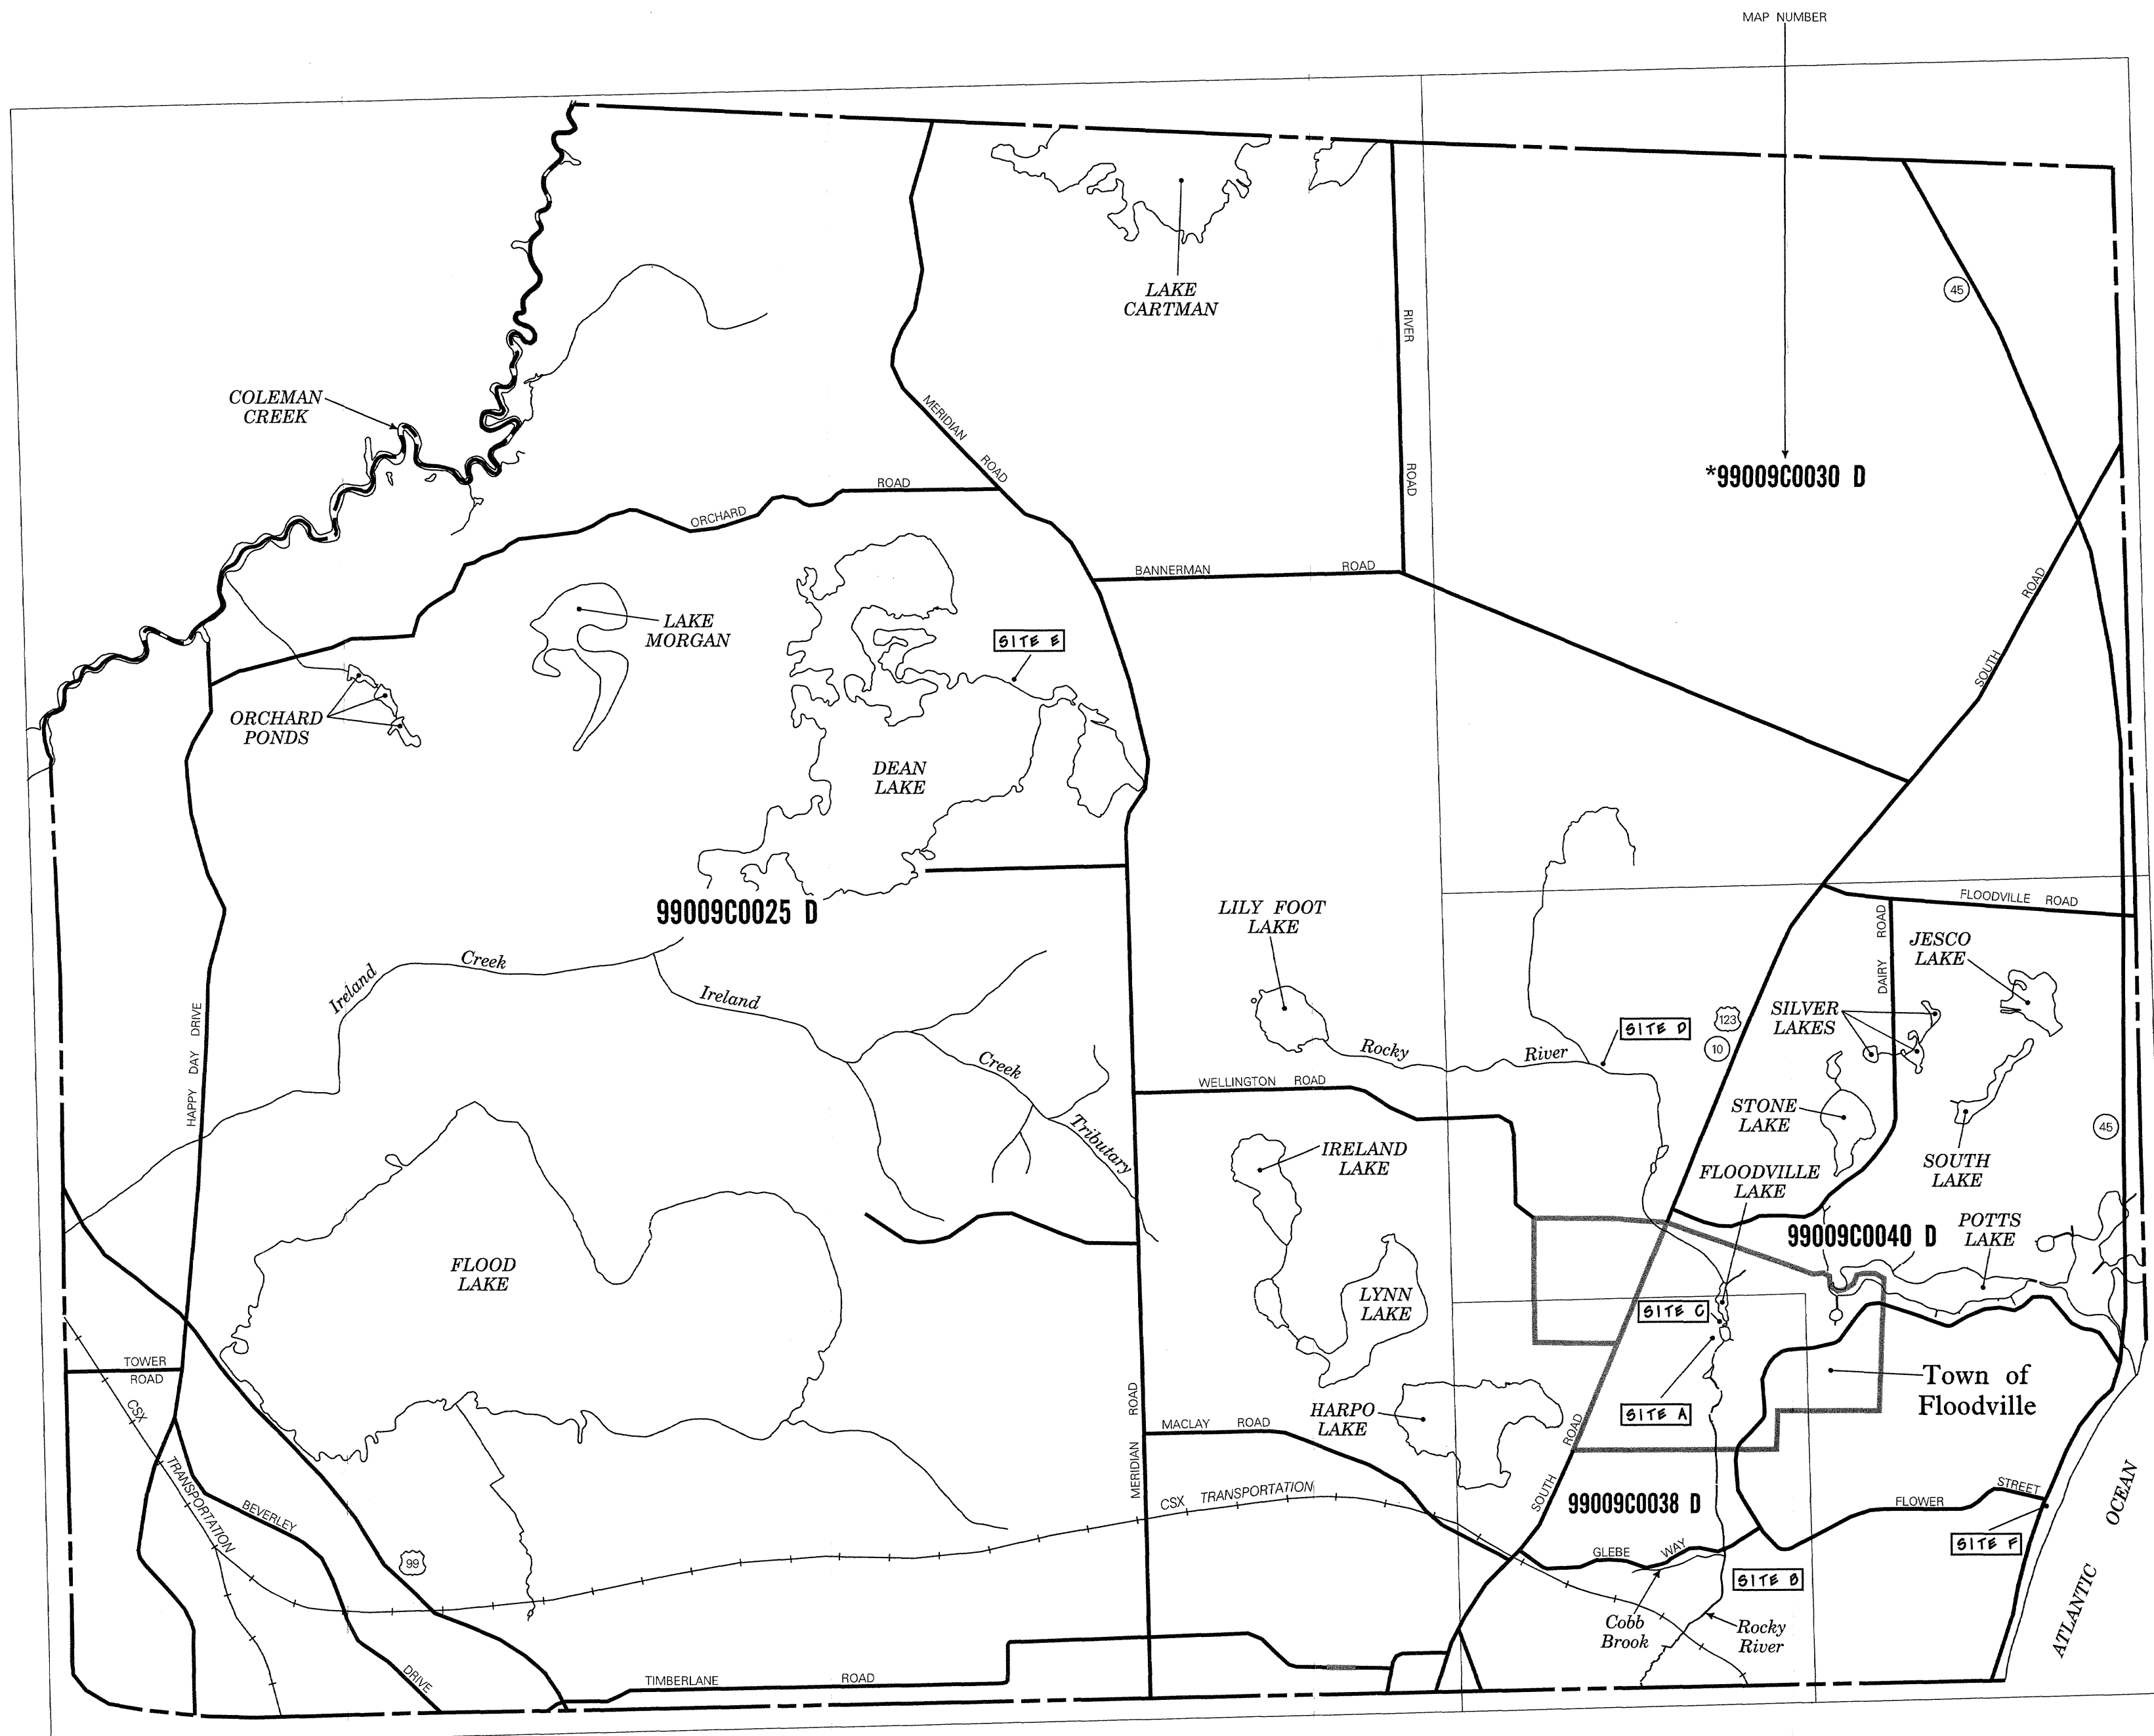 MAP NUMBER
LAKE
CARTMAN
45
RIVER
ROAD
COLEMAN
CREEK
MERIDIAN
ROAD
*99009C0030 D
ORCHARD
ROAD
BANNERMAN ROAD
SOUTH
ROAD
LAKE
MORGAN
SITE E
ORCHARD
PONDS
DEAN
LAKE
99009C0025 D
LILY FOOT
LAKE
FLOODVILLE ROAD
DAIRY ROAD
JESCO
LAKE
Ireland
Creek
Ireland
Creek
Tributary
HAPPY DAY DRIVE
SILVER
LAKES
SITE D
123
10
Rocky
River
WELLINGTON ROAD
STONE
LAKE
45
IRELAND
LAKE
FLOODVILLE
LAKE
SOUTH
LAKE
99009C0040 D
POTTS
LAKE
FLOOD
LAKE
LYNN
LAKE
SITE C
TOWER
ROAD
CSX
TRANSPORTATION
Town of
Floodville
HARPO
LAKE
SITE A
MERIDIAN ROAD
MACLAY ROAD
SOUTH ROAD
CSX TRANSPORTATION
99009C0038 D
FLOWER
STREET
BEVERLEY
DRIVE
99
GLEBE WAY
SITE F
SITE B
ATLANTIC OCEAN
Cobb
Brook
Rocky
River
TIMBERLANE ROAD